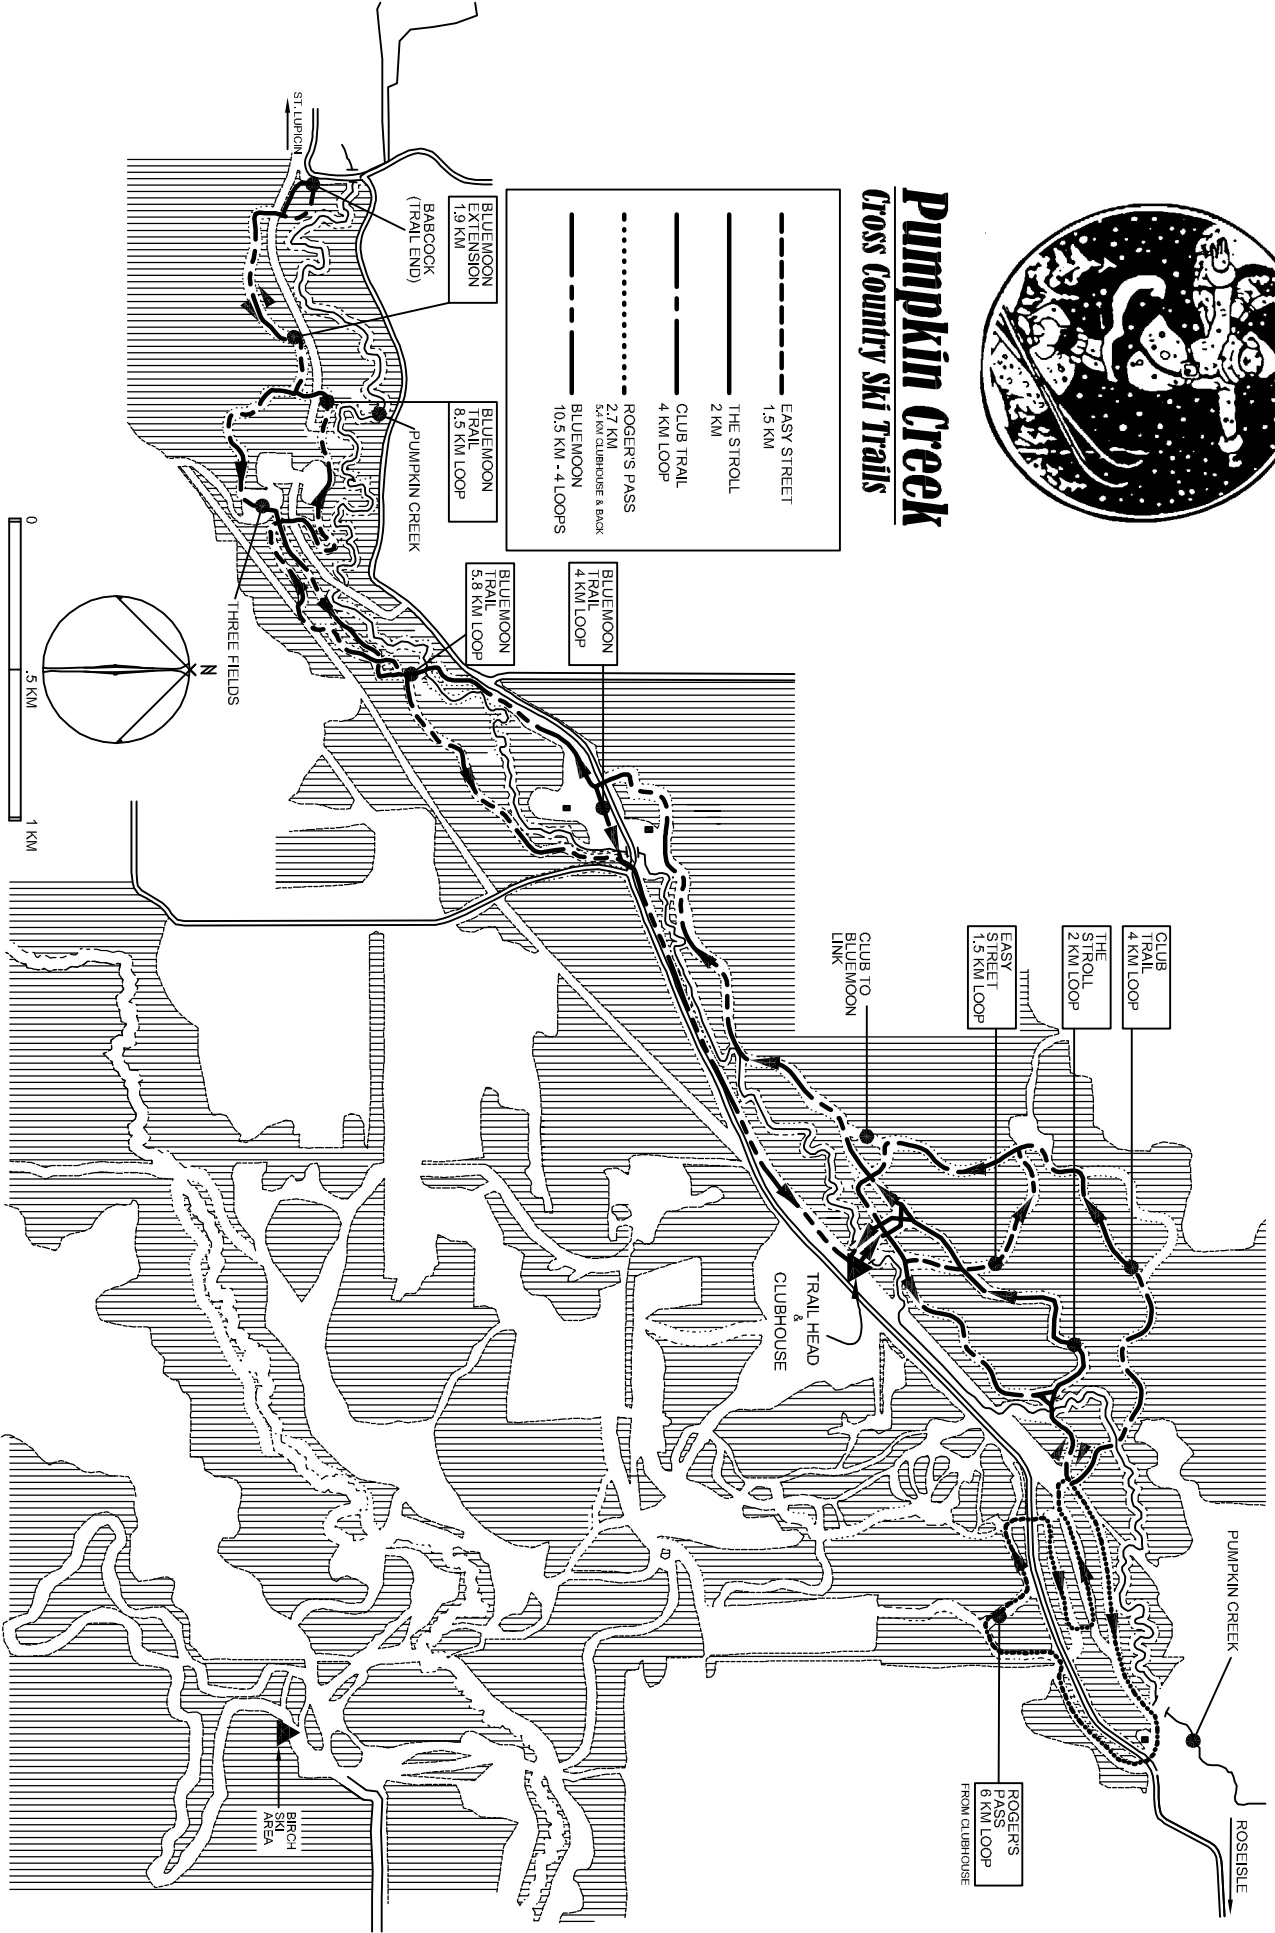 Pumpkin Creek
Cross Country Ski Trails
EASY STREET
1.5 KM
THE STROLL
2 KM
CLUB TRAIL
4 KM LOOP
ROGER'S PASS
2.7 KM
5.4 KM CLUBHOUSE & BACK
BLUEMOON
10.5 KM - 4 LOOPS
ST. LUPICIN
BABCOCK
(TRAIL END)
BLUEMOON
EXTENSION
1.9 KM
BLUEMOON
TRAIL
8.5 KM LOOP
PUMPKIN CREEK
BLUEMOON
TRAIL
5.8 KM LOOP
BLUEMOON
TRAIL
4 KM LOOP
THREE FIELDS
N
0
.5 KM
1 KM
CLUB TO
BLUEMOON
LINK
EASY
STREET
1.5 KM LOOP
THE
STROLL
2 KM LOOP
CLUB
TRAIL
4 KM LOOP
TRAIL HEAD
&
CLUBHOUSE
PUMPKIN CREEK
ROSEISLE
ROGER'S
PASS
6 KM LOOP
FROM CLUBHOUSE
BIRCH
SKI
AREA